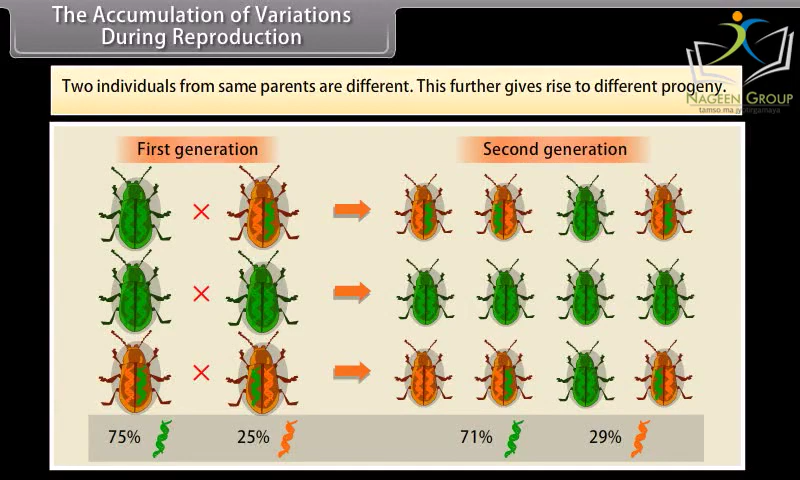 The Accumulation of Variations
During Reproduction
Two individuals from same parents are different. This further gives rise to different progeny.
NAGEEN GROUP
tamso ma jyotirgamaya
First generation
Second generation
75%
25%
71%
29%